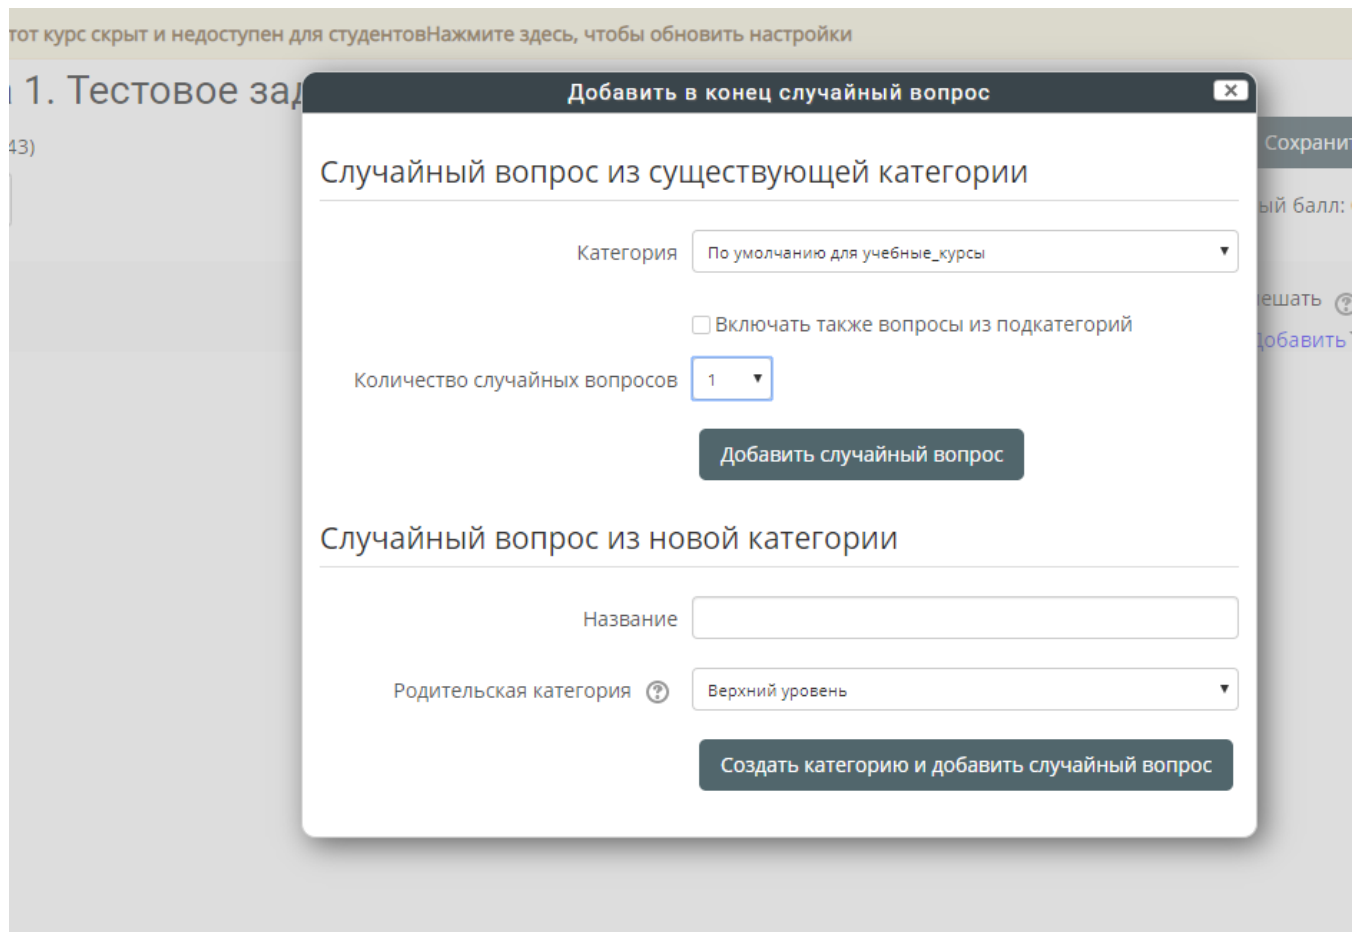 тот курс скрыт и недоступен для студентовНажмите здесь, чтобы обновить настройки
1. Тестовое зад
43)
Добавить в конец случайный вопрос
Сохранит
ый балл:
ешать
Добавить
Случайный вопрос из существующей категории
Категория По умолчанию для учебные_курсы
Включать также вопросы из подкатегорий
Количество случайных вопросов 1
Добавить случайный вопрос
Случайный вопрос из новой категории
Название
Родительская категория ? Верхний уровень
Создать категорию и добавить случайный вопрос